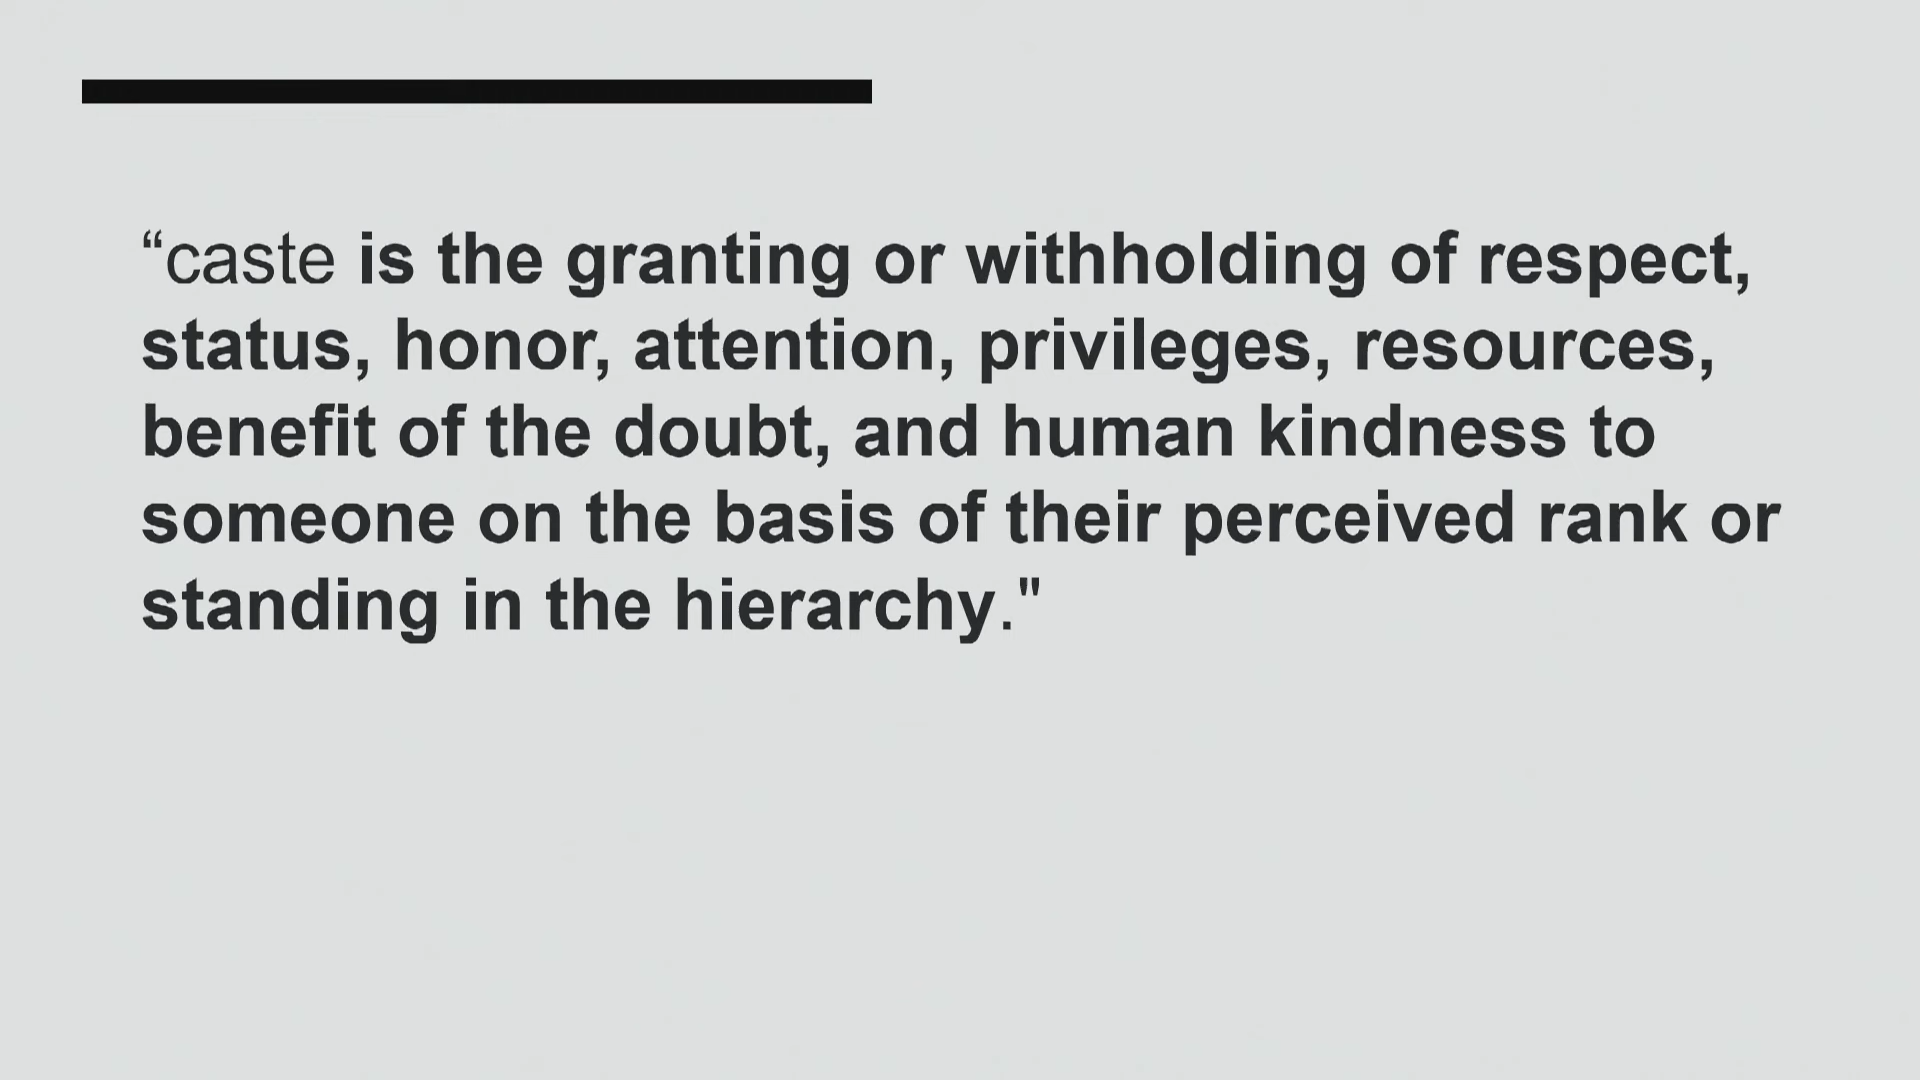 “caste is the granting or withholding of respect,
status, honor, attention, privileges, resources,
benefit of the doubt, and human kindness to
someone on the basis of their perceived rank or
standing in the hierarchy."